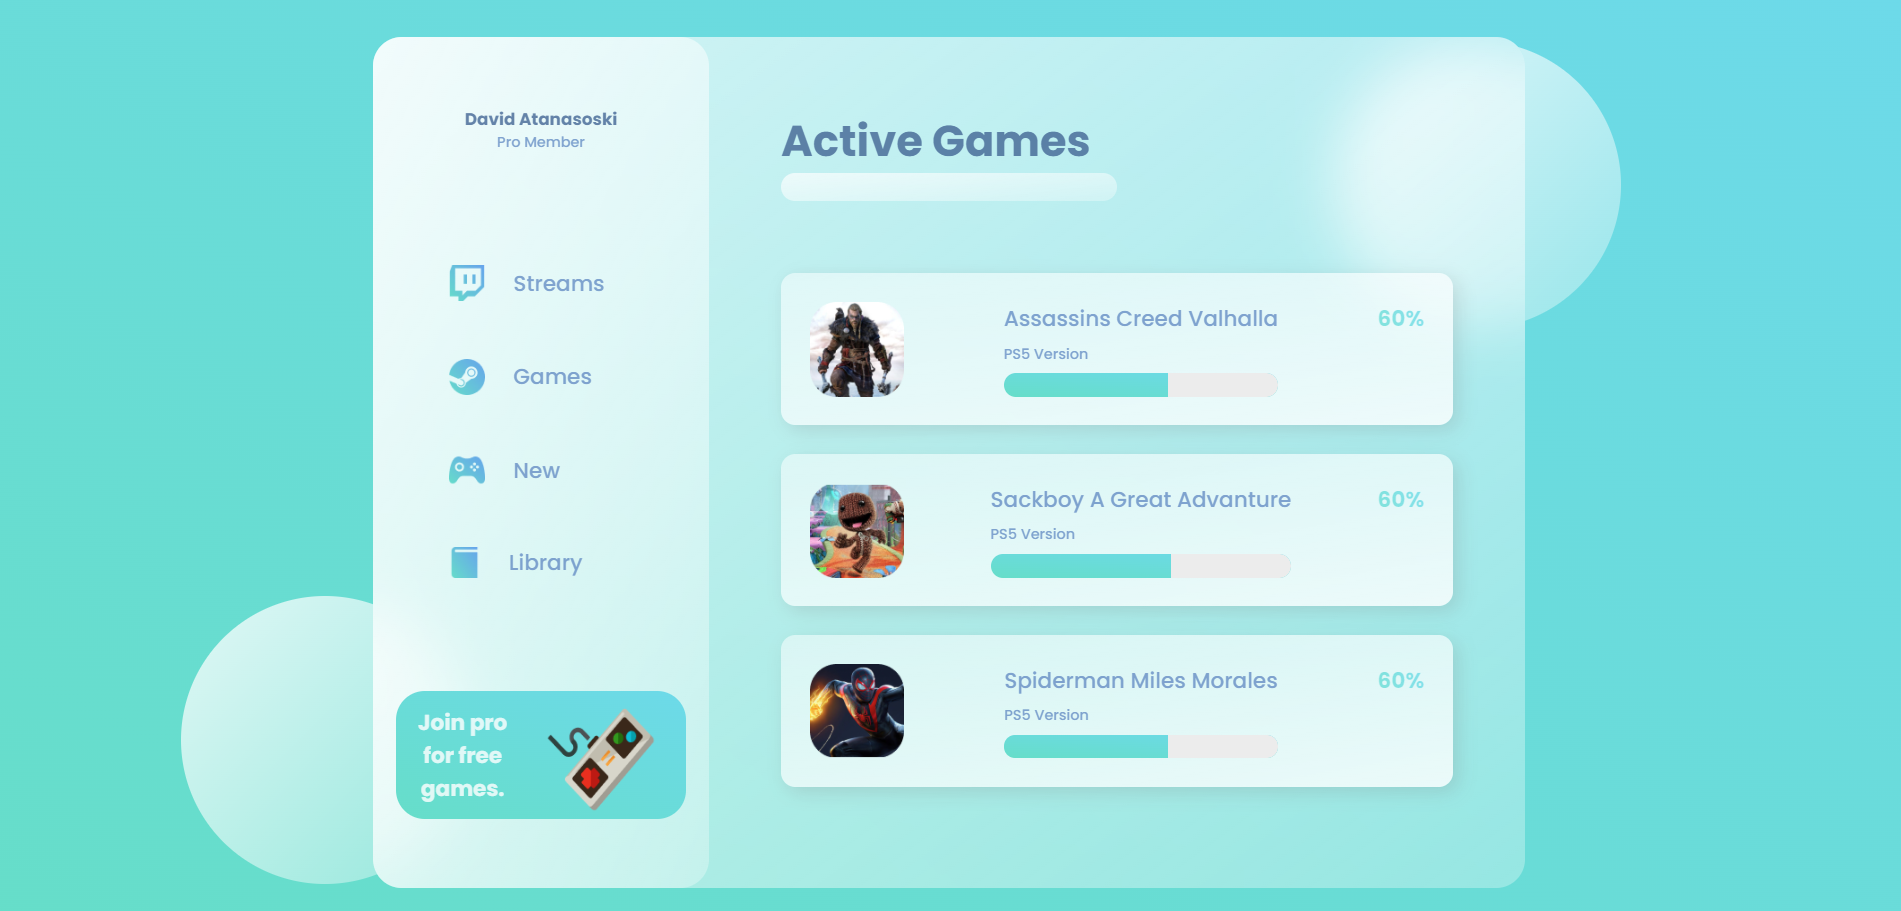 David Atanasoski
Pro Member
Streams
Games
New
Library
Join pro
for free
games.
Active Games
Assassins Creed Valhalla
60%
PS5 Version
Sackboy A Great Advanture
60%
PS5 Version
Spiderman Miles Morales
60%
PS5 Version